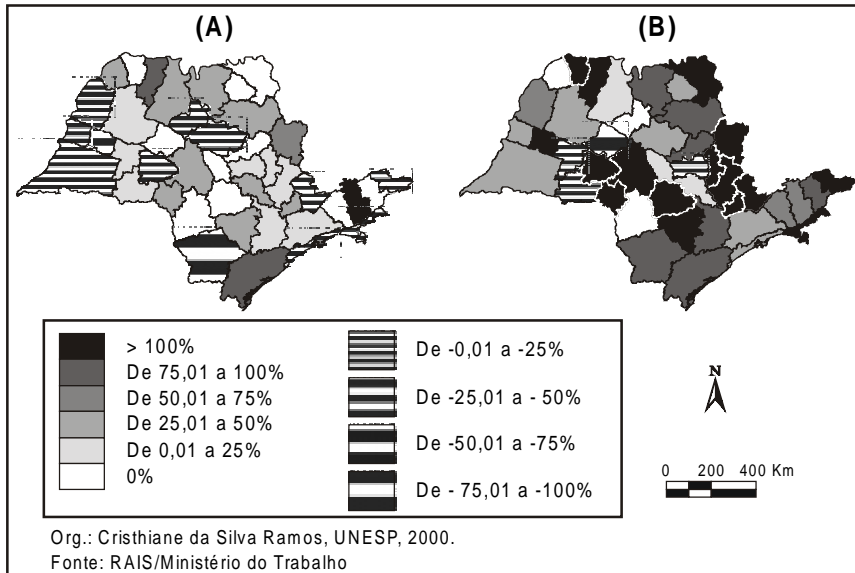 (A)
(B)
> 100%
De 75,01 a 100%
De 50,01 a 75%
De 25,01 a 50%
De 0,01 a 25%
0%
De -0,01 a -25%
De -25,01 a - 50%
De -50,01 a -75%
De - 75,01 a -100%
N
0 200 400 Km
Org.: Cristhiane da Silva Ramos, UNESP, 2000.
Fonte: RAIS/Ministério do Trabalho